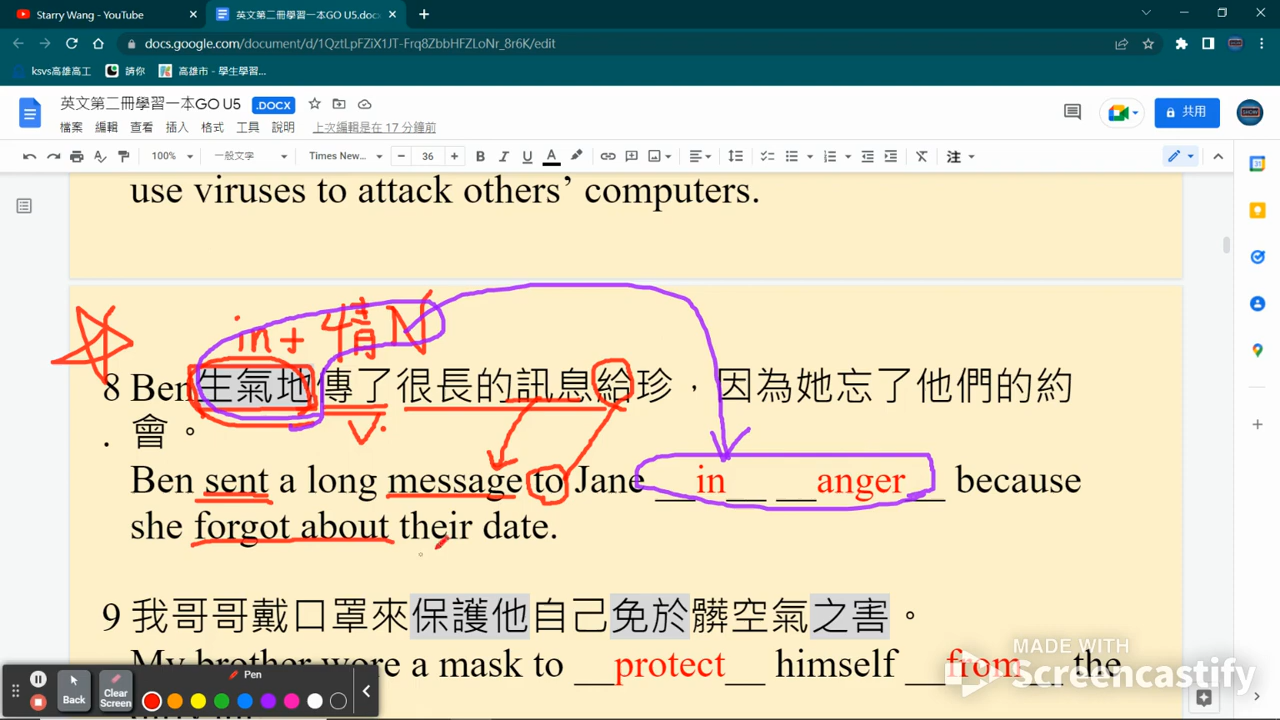 Starry Wang - YouTube
英文第二冊學習一本GO U5.docx
docs.google.com/document/d/1QztLpFZiX1JT-Frq8ZbbHFZLoNr_8r6K/edit
ksvs高雄高工
請你
高雄市 - 學生學習...
英文第二冊學習一本GO U5 .DOCX
檔案 編輯 查看 插入 格式 工具 說明 上次編輯是在 17 分鐘前
共用
100% 一般文字 Times New... 36 B I U A 注
use viruses to attack others’ computers.
in+ 情N
8 Ben生氣地傳了很長的訊息給珍，因為她忘了他們的約
. 會。
V.
Ben sent a long message to Jane __in__ __anger__ because
she forgot about their date.
9 我哥哥戴口罩來保護他自己免於髒空氣之害。
My brother wore a mask to __protect__ himself __from__ the
MADE WITH
Screencastify
Pen
Back
Clear
Screen